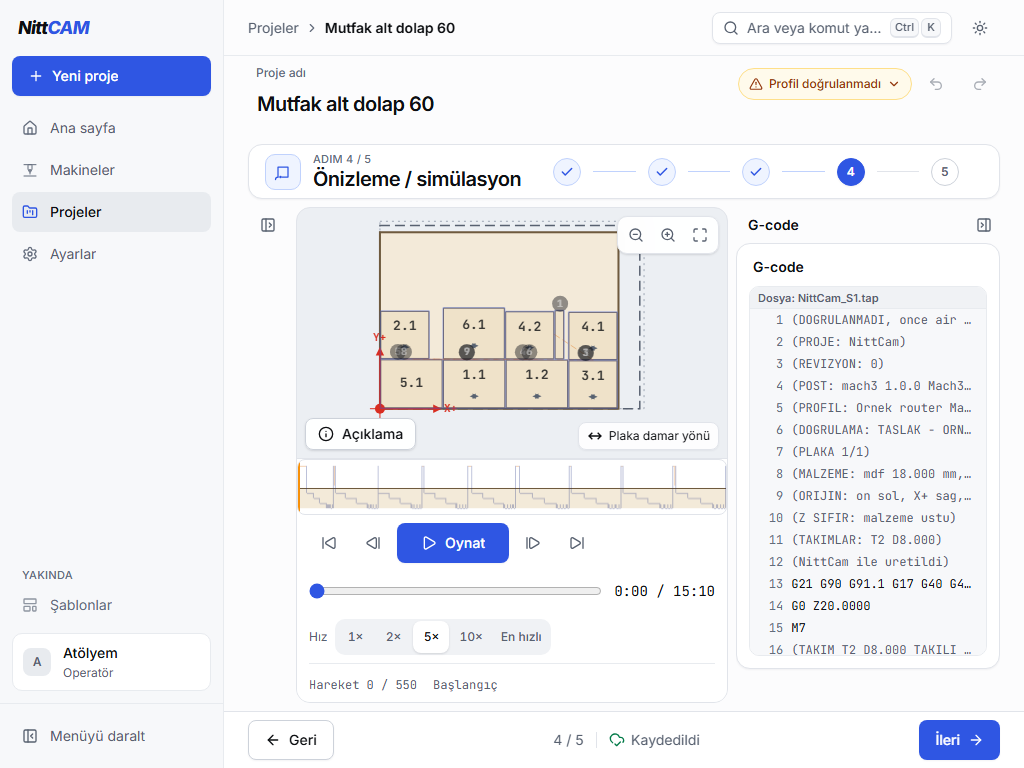 NittCAM
Yeni proje
Ana sayfa
Makineler
Projeler
Ayarlar
YAKINDA
Şablonlar
A
Atölyem
Operatör
Menüyü daralt
Projeler > Mutfak alt dolap 60
Ara veya komut ya... Ctrl K
Proje adı
Mutfak alt dolap 60
Profil doğrulanmadı
ADIM 4 / 5
Önizleme / simülasyon
4
5
1
2.1
6.1
4.2
4.1
Y+
8
9
6
3
5.1
1.1
1.2
3.1
X+
Açıklama
Plaka damar yönü
Oynat
0:00 / 15:10
Hız 1× 2× 5× 10× En hızlı
Hareket 0 / 550 Başlangıç
G-code
G-code
Dosya: NittCam_S1.tap
1 (DOGRULANMADI, once air …
2 (PROJE: NittCam)
3 (REVIZYON: 0)
4 (POST: mach3 1.0.0 Mach3…
5 (PROFIL: Ornek router Ma…
6 (DOGRULAMA: TASLAK - ORN…
7 (PLAKA 1/1)
8 (MALZEME: mdf 18.000 mm,…
9 (ORIJIN: on sol, X+ sag,…
10 (Z SIFIR: malzeme ustu)
11 (TAKIMLAR: T2 D8.000)
12 (NittCam ile uretildi)
13 G21 G90 G91.1 G17 G40 G4…
14 G0 Z20.0000
15 M7
16 (TAKIM T2 D8.000 TAKILI …
Geri
4 / 5
Kaydedildi
İleri